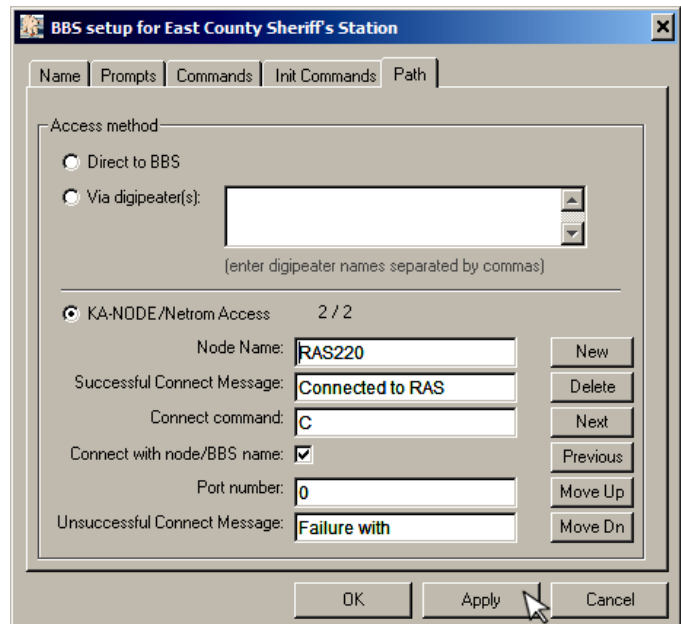 BBS setup for East County Sheriff's Station
Name Prompts Commands Init Commands Path
Access method
Direct to BBS
Via digipeater(s):
(enter digipeater names separated by commas)
KA-NODE/Netrom Access 2 / 2
Node Name: RAS220 New
Successful Connect Message: Connected to RAS Delete
Connect command: C Next
Connect with node/BBS name: Previous
Port number: 0 Move Up
Unsuccessful Connect Message: Failure with Move Dn
OK Apply Cancel